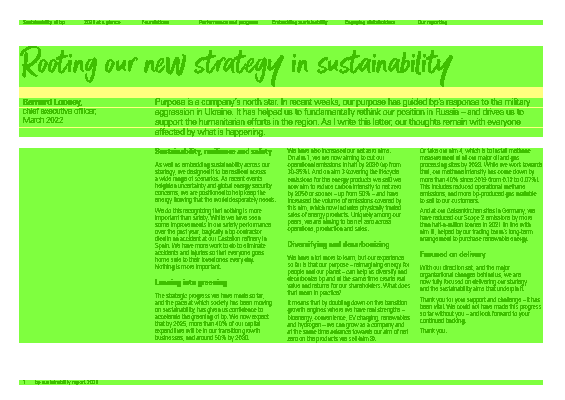 Sustainability at bp 2021 at a glance Foundations Performance and progress Embedding sustainability Engaging stakeholders Our reporting
Rooting our new strategy in sustainability
Bernard Looney,
chief executive officer,
March 2022
Purpose is a company's north star. In recent weeks, our purpose has guided bp's response to the military
aggression in Ukraine. It has helped us to fundamentally rethink our position in Russia – and drives us to
support the humanitarian efforts in the region. As I write this letter, our thoughts remain with everyone
affected by what is happening.
Sustainability, resilience and safety
As well as embedding sustainability across our
strategy, we designed it to be resilient across
a wide range of scenarios. As recent events
heighten uncertainty and global energy security
concerns, we are positioned to help keep the
energy flowing that the world desperately needs.
We do this recognizing that nothing is more
important than safety. While we have seen
some improvements in our safety performance
over the past year, tragically a bp contractor
died in an accident at our Castellón refinery in
Spain. We have more work to do to eliminate
accidents and injuries so that everyone goes
home safe to their loved ones, every day.
Nothing is more important.
Leaning into greening
The strategic progress we have made so far,
and the pace at which society has been moving
on sustainability, has given us confidence to
accelerate the greening of bp. We now expect
that by 2025, more than 40% of our capital
expenditure will be in our transition growth
businesses, and around 50% by 2030.
We have also increased our net zero aims.
On aim 1, we are now aiming to cut our
operational emissions in half by 2030 (up from
30-35%). And on aim 3 (covering the lifecycle
emissions for the energy products we sell) we
now aim to reduce carbon intensity to net zero
by 2050 or sooner – up from 50% – and have
increased the volume of emissions covered by
this aim, which now includes physically traded
sales of energy products. Uniquely among our
peers, we are aiming to be net zero across
operations, production and sales.
Diversifying and decarbonizing
We have a lot more to learn, but our experience
so far is that our purpose – reimagining energy for
people and our planet – can help us diversify and
decarbonize bp and at the same time create real
value and returns for our shareholders. What does
that mean in practice?
It means that by doubling down on five transition
growth engines where we have real strengths –
bioenergy, convenience, EV charging, renewables
and hydrogen – we can grow as a company and
at the same time advance towards our aim of net
zero on the products we sell (aim 3).
Or take aim 4, which is to install methane
measurement at all our major oil and gas
processing sites by 2023. While we work towards
that, our methane intensity has come down by
more than 40% since 2019 (from 0.12 to 0.07%).
This includes reduced operational methane
emissions, and more bp-produced gas available
to sell to our customers.
And at our Gelsenkirchen sites in Germany, we
have reduced our Scope 2 emissions by more
than half-a-million tonnes in 2021 in line with
aim 1, helped by our trading team's long-term
arrangement to purchase renewable energy.
Focused on delivery
With our direction set, and the major
organizational changes behind us, we are
now fully focused on delivering our strategy
and the sustainability aims that underpin it.
Thank you for your support and challenge – it has
been vital. We could not have made this progress
so far without you – and look forward to your
continued backing.
Thank you.
bp sustainability report 2021